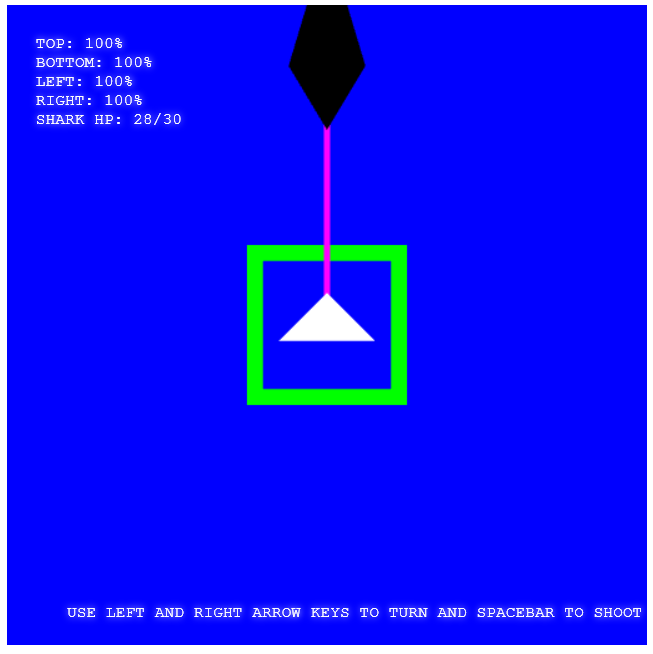 TOP: 100%
BOTTOM: 100%
LEFT: 100%
RIGHT: 100%
SHARK HP: 28/30
USE LEFT AND RIGHT ARROW KEYS TO TURN AND SPACEBAR TO SHOOT